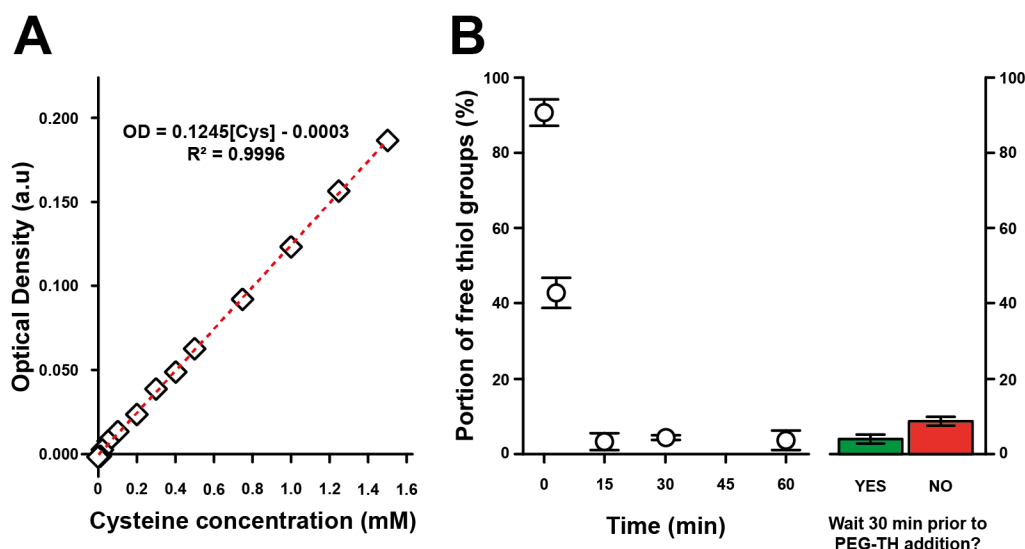 A
OD = 0.1245[Cys] - 0.0003
R² = 0.9996
Optical Density (a.u)
0.200
0.150
0.100
0.050
0.000
0 0.2 0.4 0.6 0.8 1.0 1.2 1.4 1.6
Cysteine concentration (mM)
B
Portion of free thiol groups (%)
100
80
60
40
20
0
0 15 30 45 60
Time (min)
100
80
60
40
20
0
YES NO
Wait 30 min prior to
PEG-TH addition?